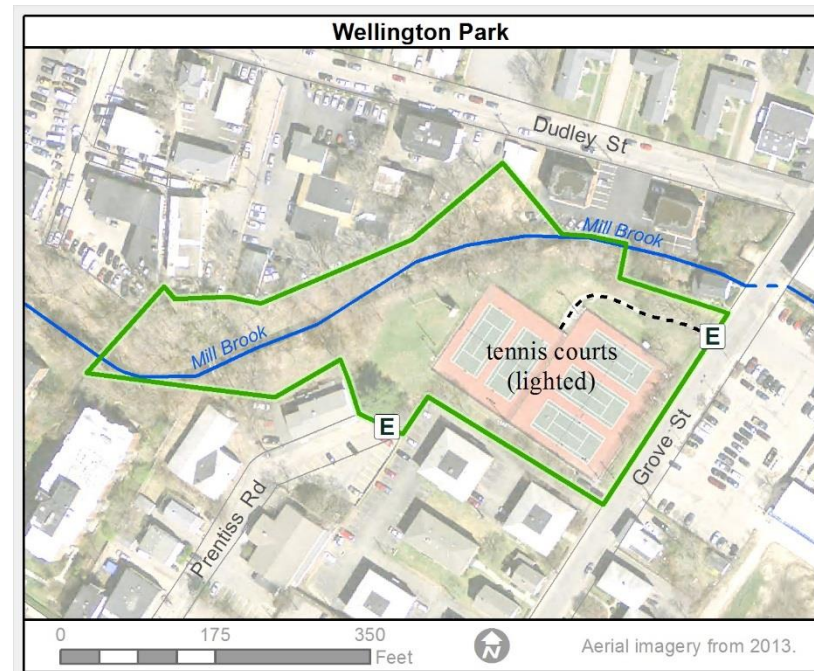 Wellington Park
Dudley St
Mill Brook
Mill Brook
E
tennis courts
(lighted)
E
Grove St
Prentiss Rd
0 175 350
Feet
N
Aerial imagery from 2013.